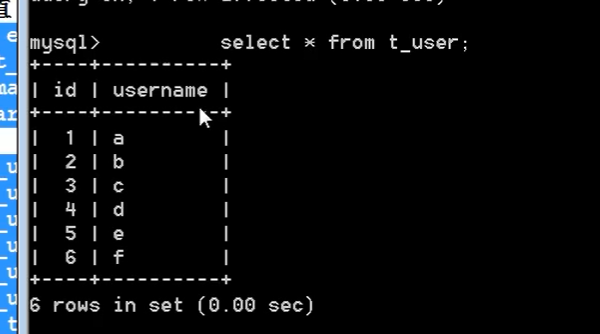 mysql>          select * from t_user;
+----+----------+
| id | username |
+----+----------+
|  1 | a        |
|  2 | b        |
|  3 | c        |
|  4 | d        |
|  5 | e        |
|  6 | f        |
+----+----------+
6 rows in set (0.00 sec)